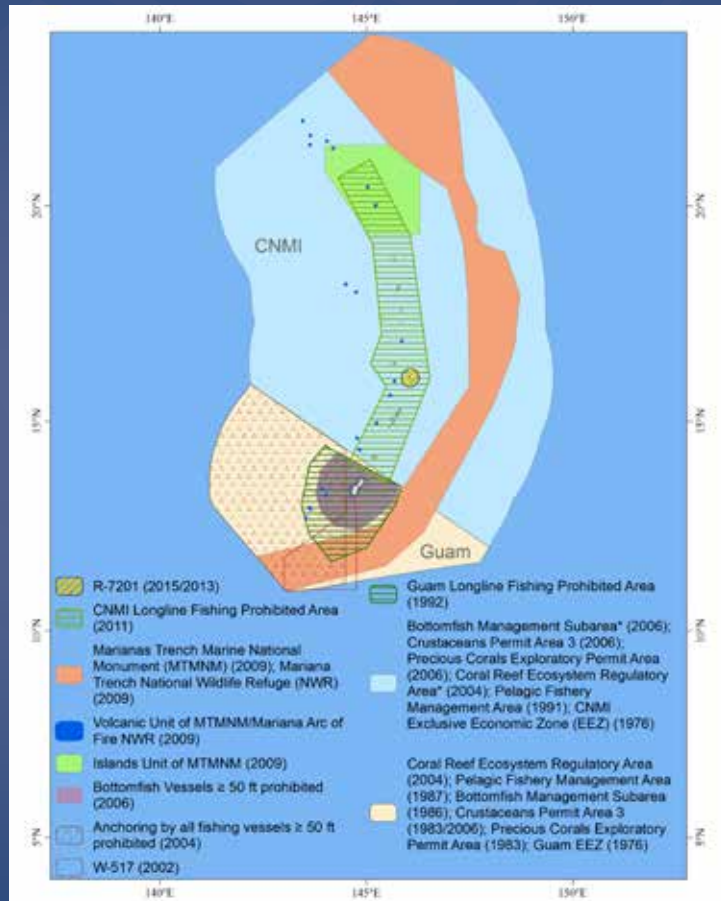 140°E 145°E 150°E
20°N 20°N
CNMI
15°N 15°N
Guam
R-7201 (2015/2013)
CNMI Longline Fishing Prohibited Area
(2011)
Marianas Trench Marine National
Monument (MTMNM) (2009); Mariana
Trench National Wildlife Refuge (NWR)
(2009)
Volcanic Unit of MTMNM/Mariana Arc of
Fire NWR (2009)
Islands Unit of MTMNM (2009)
Bottomfish Vessels ≥ 50 ft prohibited
(2006)
Anchoring by all fishing vessels ≥ 50 ft
prohibited (2004)
W-517 (2002)
Guam Longline Fishing Prohibited Area
(1992)
Bottomfish Management Subarea* (2006);
Crustaceans Permit Area 3 (2006);
Precious Corals Exploratory Permit Area
(2006); Coral Reef Ecosystem Regulatory
Area* (2004); Pelagic Fishery
Management Area (1991); CNMI
Exclusive Economic Zone (EEZ) (1976)
Coral Reef Ecosystem Regulatory Area
(2004); Pelagic Fishery Management Area
(1987); Bottomfish Management Subarea
(1986); Crustaceans Permit Area 3
(1983/2006); Precious Corals Exploratory
Permit Area (1983); Guam EEZ (1976)
10°N 10°N
5°N 5°N
140°E 145°E 150°E